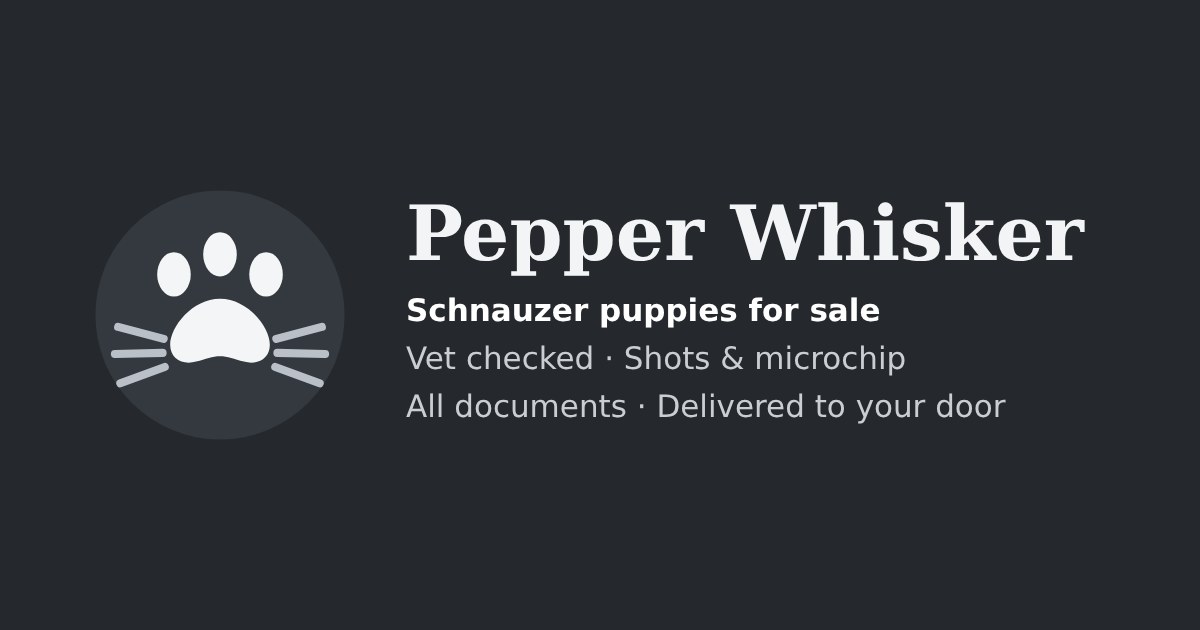 Pepper Whisker
Schnauzer puppies for sale
Vet checked · Shots & microchip
All documents · Delivered to your door